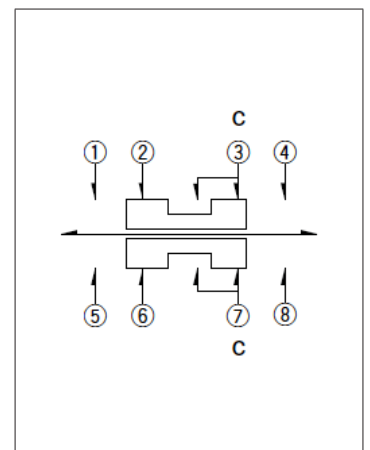 C
① ② ③ ④
⑤ ⑥ ⑦ ⑧
C